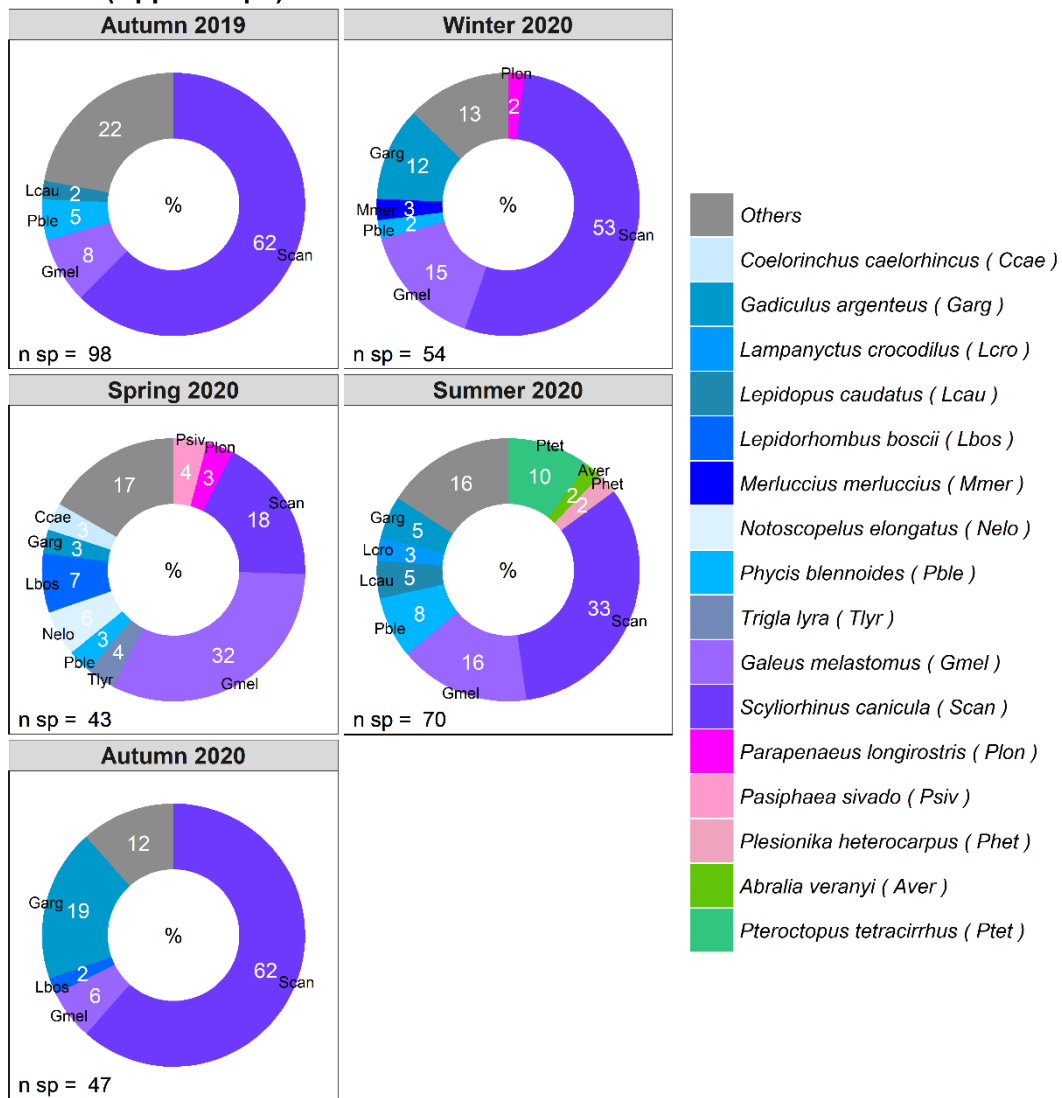 Autumn 2019
Winter 2020
22
Lcau
2
Pble
5
Gmel
8
62
Scan
%
n sp = 98
Plon
2
13
Garg
12
Mmer
3
Pble
2
Gmel
15
53
Scan
%
n sp = 54
Spring 2020
Summer 2020
Psiv
4
Plon
3
17
Ccae
3
Garg
3
Lbos
7
Nelo
6
Pble
3
Tlyr
4
Scan
18
32
Gmel
%
n sp = 43
Ptet
10
Aver
2
Phet
2
16
Garg
5
Lcro
3
Lcau
5
Pble
8
Gmel
16
33
Scan
%
n sp = 70
Autumn 2020
12
Garg
19
Lbos
2
Gmel
6
62
Scan
%
n sp = 47
Others
Coelorinchus caelorhincus ( Ccae )
Gadiculus argenteus ( Garg )
Lampanyctus crocodilus ( Lcro )
Lepidopus caudatus ( Lcau )
Lepidorhombus boscii ( Lbos )
Merluccius merluccius ( Mmer )
Notoscopelus elongatus ( Nelo )
Phycis blennoides ( Pble )
Trigla lyra ( Tlyr )
Galeus melastomus ( Gmel )
Scyliorhinus canicula ( Scan )
Parapenaeus longirostris ( Plon )
Pasiphaea sivado ( Psiv )
Plesionika heterocarpus ( Phet )
Abralia veranyi ( Aver )
Pteroctopus tetracirrhus ( Ptet )